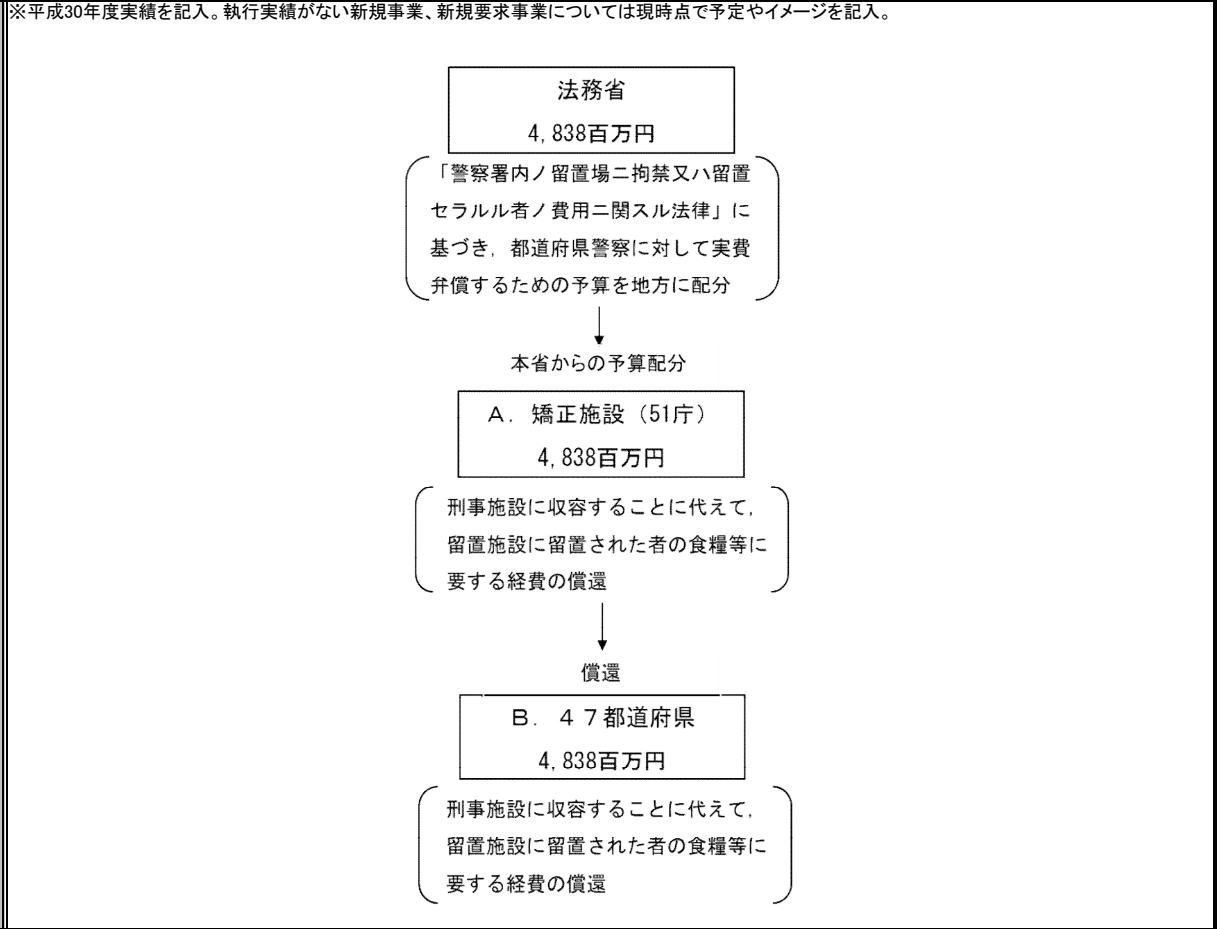 ※平成30年度実績を記入。執行実績がない新規事業、新規要求事業については現時点で予定やイメージを記入。
法務省
4,838百万円
「警察署内ノ留置場ニ拘禁又ハ留置
セラルル者ノ費用ニ関スル法律」に
基づき，都道府県警察に対して実費
弁償するための予算を地方に配分
本省からの予算配分
Ａ．矯正施設（51庁）
4,838百万円
刑事施設に収容することに代えて，
留置施設に留置された者の食糧等に
要する経費の償還
償還
Ｂ．４７都道府県
4,838百万円
刑事施設に収容することに代えて，
留置施設に留置された者の食糧等に
要する経費の償還